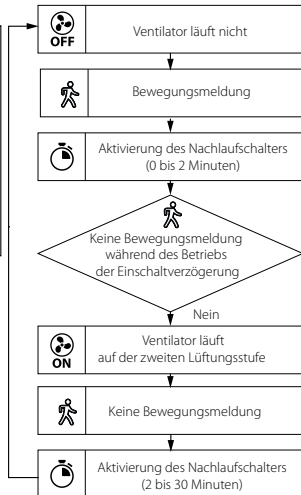 OFF
Ventilator läuft nicht
Bewegungsmeldung
Aktivierung des Nachlaufschalters
(0 bis 2 Minuten)
Keine Bewegungsmeldung
während des Betriebs
der Einschaltverzögerung
Nein
ON
Ventilator läuft
auf der zweiten Lüftungsstufe
Keine Bewegungsmeldung
Aktivierung des Nachlaufschalters
(2 bis 30 Minuten)